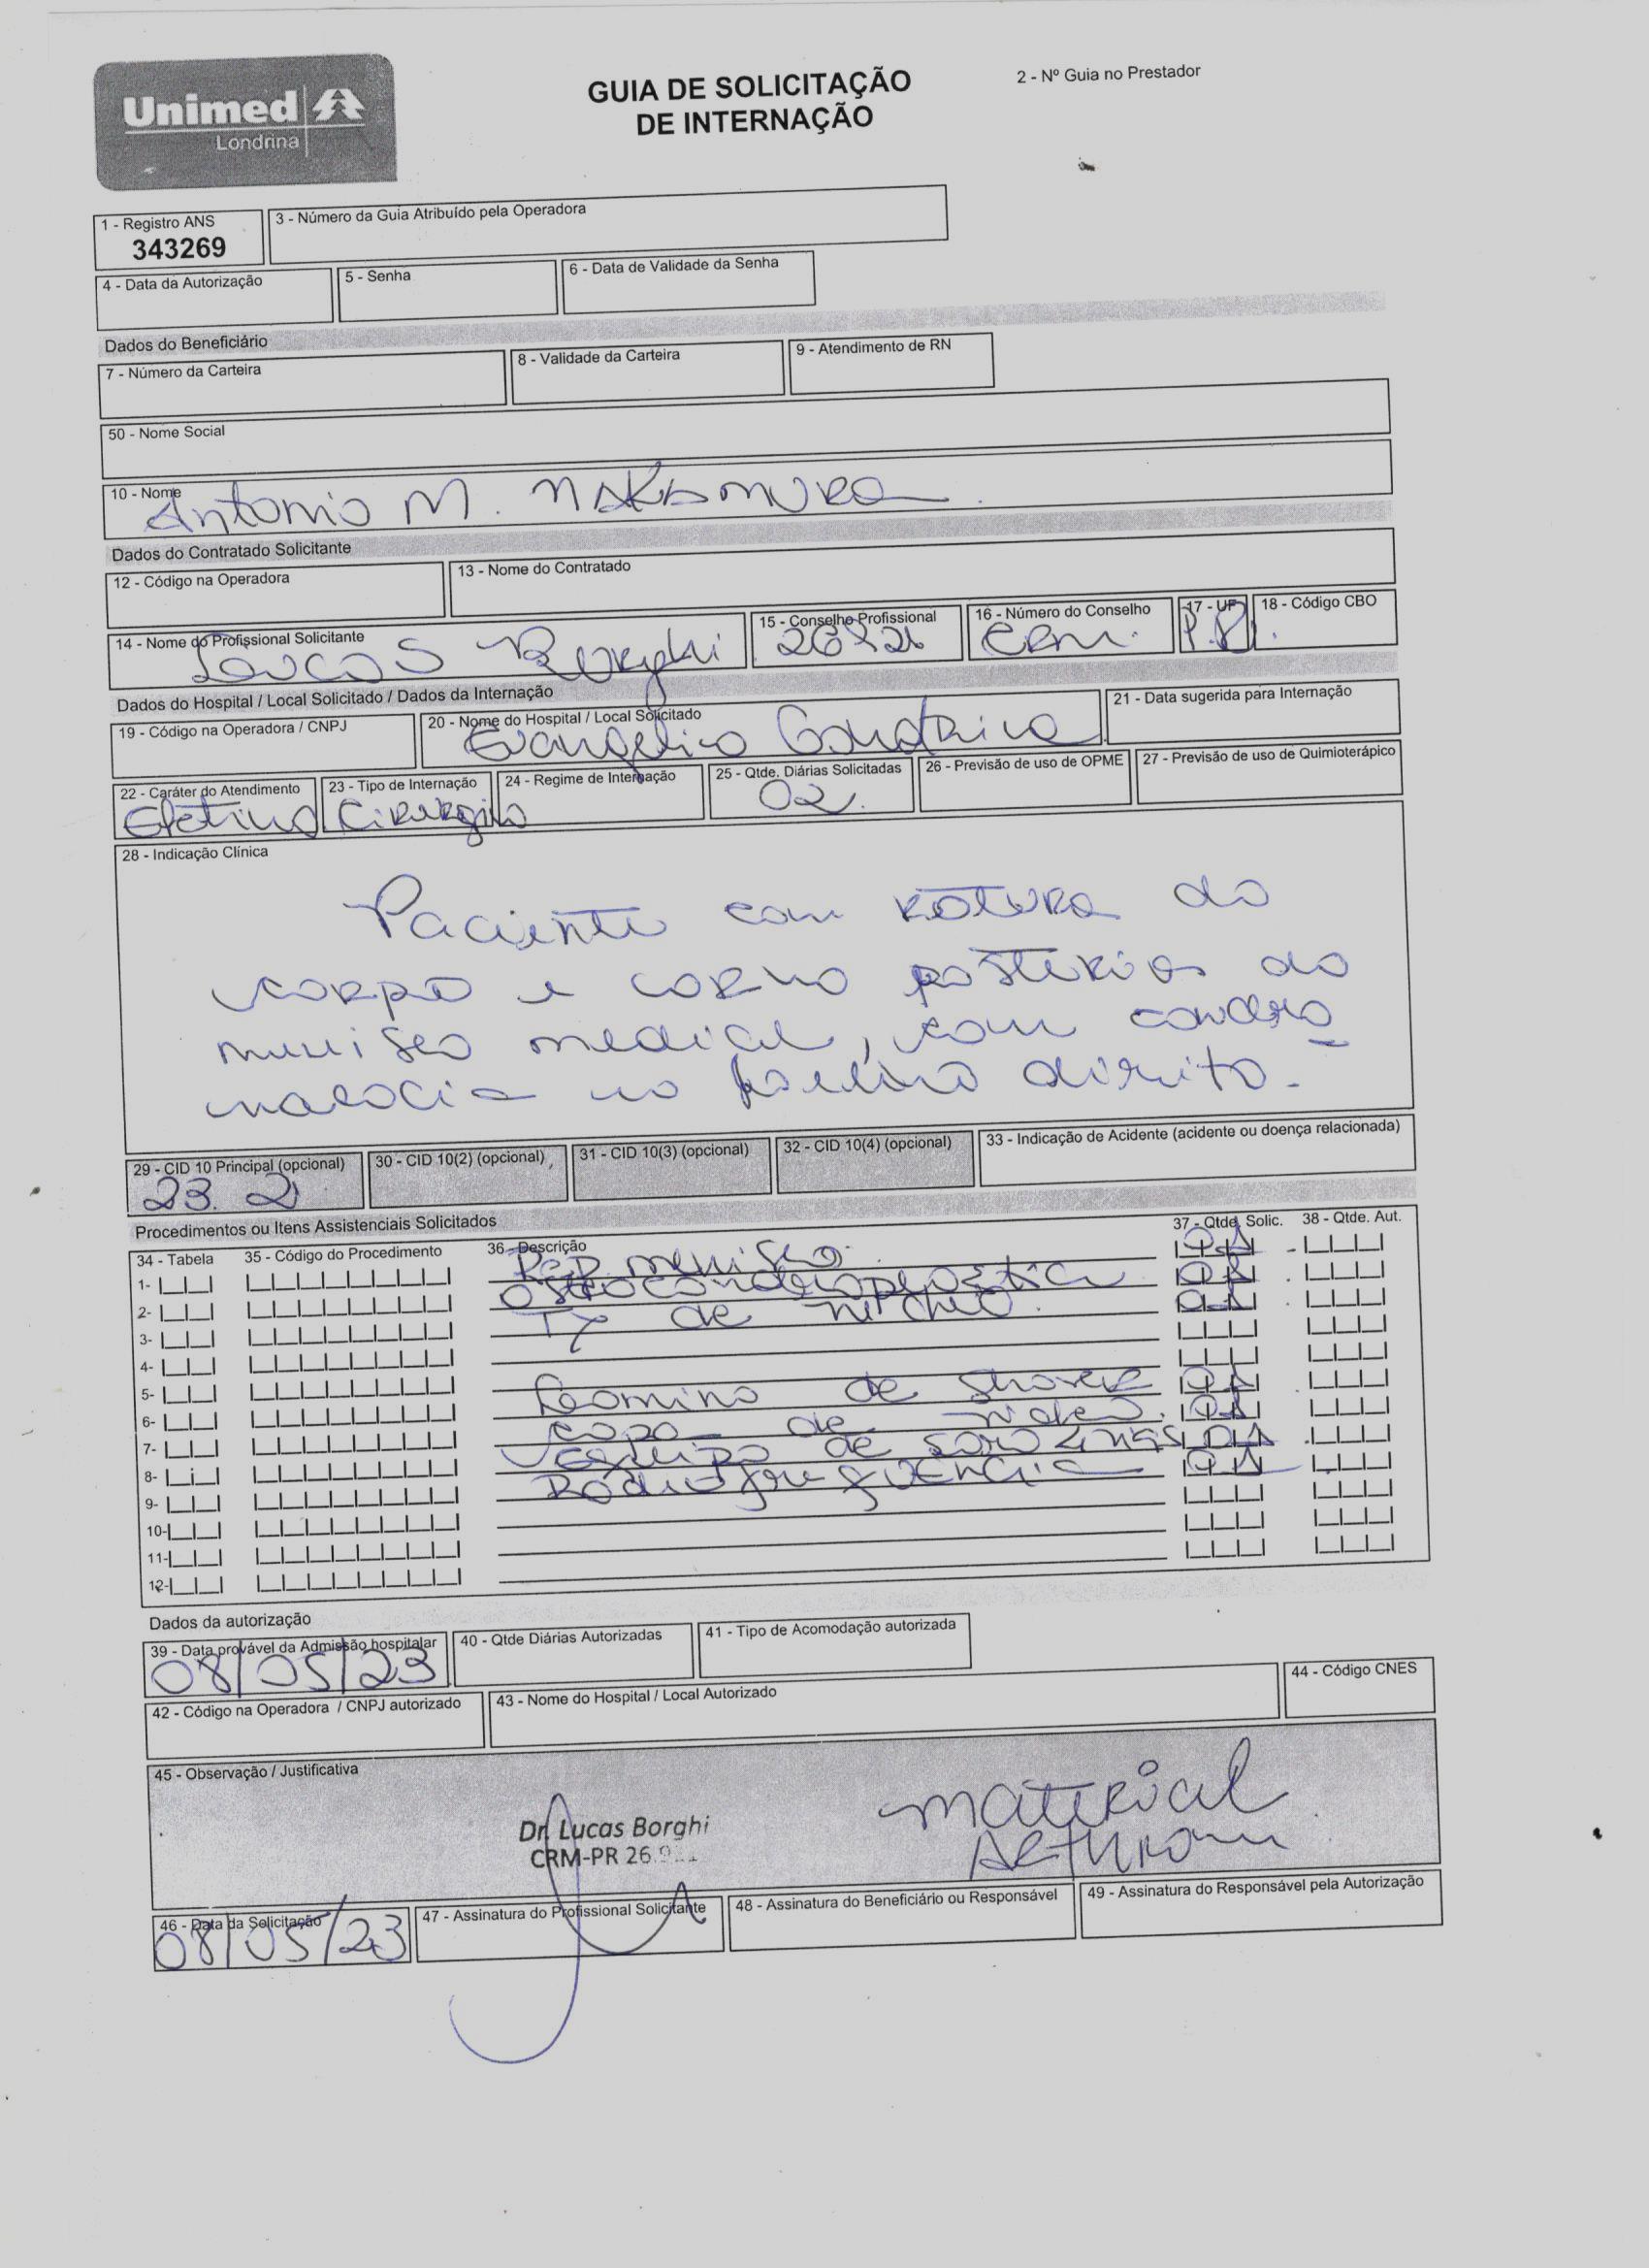 Unimed
Londrina
GUIA DE SOLICITAÇÃO
DE INTERNAÇÃO
2 - Nº Guia no Prestador
1 - Registro ANS
343269
3 - Número da Guia Atribuído pela Operadora
4 - Data da Autorização
5 - Senha
6 - Data de Validade da Senha
Dados do Beneficiário
7 - Número da Carteira
8 - Validade da Carteira
9 - Atendimento de RN
50 - Nome Social
10 - Nome
Antonio M. Nakamura
Dados do Contratado Solicitante
12 - Código na Operadora
13 - Nome do Contratado
14 - Nome do Profissional Solicitante
Lucas Borghi
15 - Conselho Profissional
16 - Número do Conselho
CRM.
17 - UF
PR.
18 - Código CBO
Dados do Hospital / Local Solicitado / Dados da Internação
19 - Código na Operadora / CNPJ
20 - Nome do Hospital / Local Solicitado
Evangelico Londrina
21 - Data sugerida para Internação
22 - Caráter do Atendimento
Eletivo
23 - Tipo de Internação
Cirurgico
24 - Regime de Internação
25 - Qtde. Diárias Solicitadas
02.
26 - Previsão de uso de OPME
27 - Previsão de uso de Quimioterápico
28 - Indicação Clínica
Paciente com rotura do
corpo e corno posterior do
menisco medial, com condro
malacia no joelho direito.
29 - CID 10 Principal (opcional)
23. 2
30 - CID 10(2) (opcional)
31 - CID 10(3) (opcional)
32 - CID 10(4) (opcional)
33 - Indicação de Acidente (acidente ou doença relacionada)
Procedimentos ou Itens Assistenciais Solicitados
34 - Tabela
35 - Código do Procedimento
36 - Descrição
37 - Qtde. Solic.
38 - Qtde. Aut.
1- Rep menisco. 01
2- Osteocondroplastia 01
3- Tx de nicho. 01
4-
5-
6- Lamina de Shaver 01
7- Capa de video. 01
8- Equipo de soro 4 vias 01
9- Radiofrequencia 01
10-
11-
12-
Dados da autorização
39 - Data provável da Admissão hospitalar
08/05/23
40 - Qtde Diárias Autorizadas
41 - Tipo de Acomodação autorizada
42 - Código na Operadora / CNPJ autorizado
43 - Nome do Hospital / Local Autorizado
44 - Código CNES
45 - Observação / Justificativa
Dr. Lucas Borghi
CRM-PR 26.9
material
Arthrom
46 - Data da Solicitação
08/05/23
47 - Assinatura do Profissional Solicitante
48 - Assinatura do Beneficiário ou Responsável
49 - Assinatura do Responsável pela Autorização